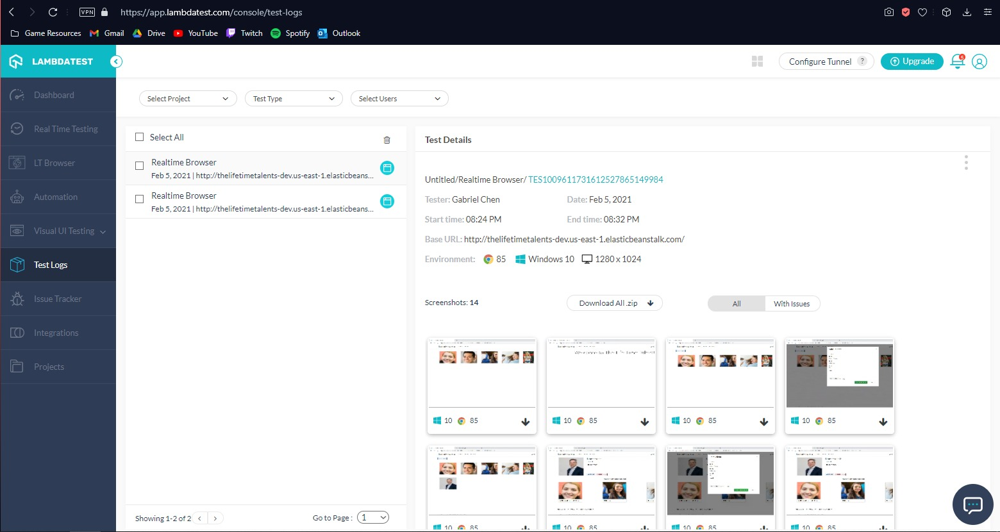 VPN
https://app.lambdatest.com/console/test-logs
Game Resources
Gmail
Drive
YouTube
Twitch
Spotify
Outlook
LAMBDATEST
Configure Tunnel ?
Upgrade
5
Dashboard
Real Time Testing
LT Browser
Automation
Visual UI Testing
Test Logs
Issue Tracker
Integrations
Projects
Select Project
Test Type
Select Users
Select All
Realtime Browser
Feb 5, 2021 | http://thelifetimetalents-dev.us-east-1.elasticbeans...
Realtime Browser
Feb 5, 2021 | http://thelifetimetalents-dev.us-east-1.elasticbeans...
Showing 1-2 of 2
Go to Page : 1
Test Details
Untitled/Realtime Browser/ TES1009611731612527865149984
Tester: Gabriel Chen
Date: Feb 5, 2021
Start time: 08:24 PM
End time: 08:32 PM
Base URL: http://thelifetimetalents-dev.us-east-1.elasticbeanstalk.com/
Environment: 85 Windows 10 1280 x 1024
Screenshots: 14
Download All .zip
All
With Issues
10 85
10 85
10 85
10 85
10 85
10 85
10 85
10 85